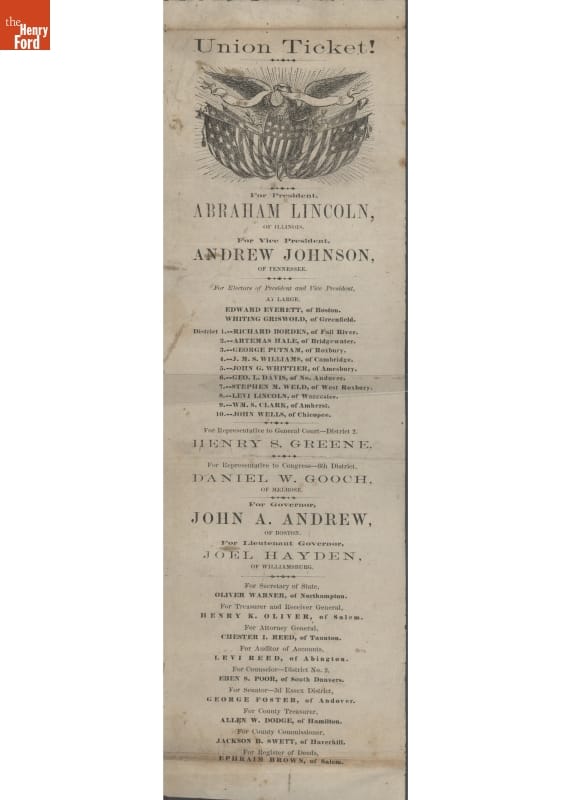 the
Henry
Ford
Union Ticket!
For President,
ABRAHAM LINCOLN,
OF ILLINOIS.
For Vice President,
ANDREW JOHNSON,
OF TENNESSEE.
For Electors of President and Vice President,
AT LARGE.
EDWARD EVERETT, of Boston.
WHITING GRISWOLD, of Greenfield.
District 1.--RICHARD BORDEN, of Fall River.
2.--ARTEMAS HALE, of Bridgewater.
3.--GEORGE PUTNAM, of Roxbury.
4.--J. M. S. WILLIAMS, of Cambridge.
5.--JOHN G. WHITTIER, of Amesbury.
6.--GEO. L. DAVIS, of No. Andover.
7.--STEPHEN M. WELD, of West Roxbury.
8.--LEVI LINCOLN, of Worcester.
9.--WM. S. CLARK, of Amherst.
10.--JOHN WELLS, of Chicopee.
For Representative to General Court--District 2.
HENRY S. GREENE,
For Representative to Congress--6th District,
DANIEL W. GOOCH,
OF MELROSE.
For Governor,
JOHN A. ANDREW,
OF BOSTON.
For Lieutenant Governor,
JOEL HAYDEN,
OF WILLIAMSBURG.
For Secretary of State,
OLIVER WARNER, of Northampton.
For Treasurer and Receiver General,
HENRY K. OLIVER, of Salem.
For Attorney General,
CHESTER I. REED, of Taunton.
For Auditor of Accounts,
LEVI REED, of Abington.
For Counselor--District No. 2.
EBEN S. POOR, of South Danvers.
For Senator--3d Essex District,
GEORGE FOSTER, of Andover.
For County Treasurer,
ALLEN W. DODGE, of Hamilton.
For County Commissioner,
JACKSON B. SWETT, of Haverhill.
For Register of Deeds,
EPHRAIM BROWN, of Salem.